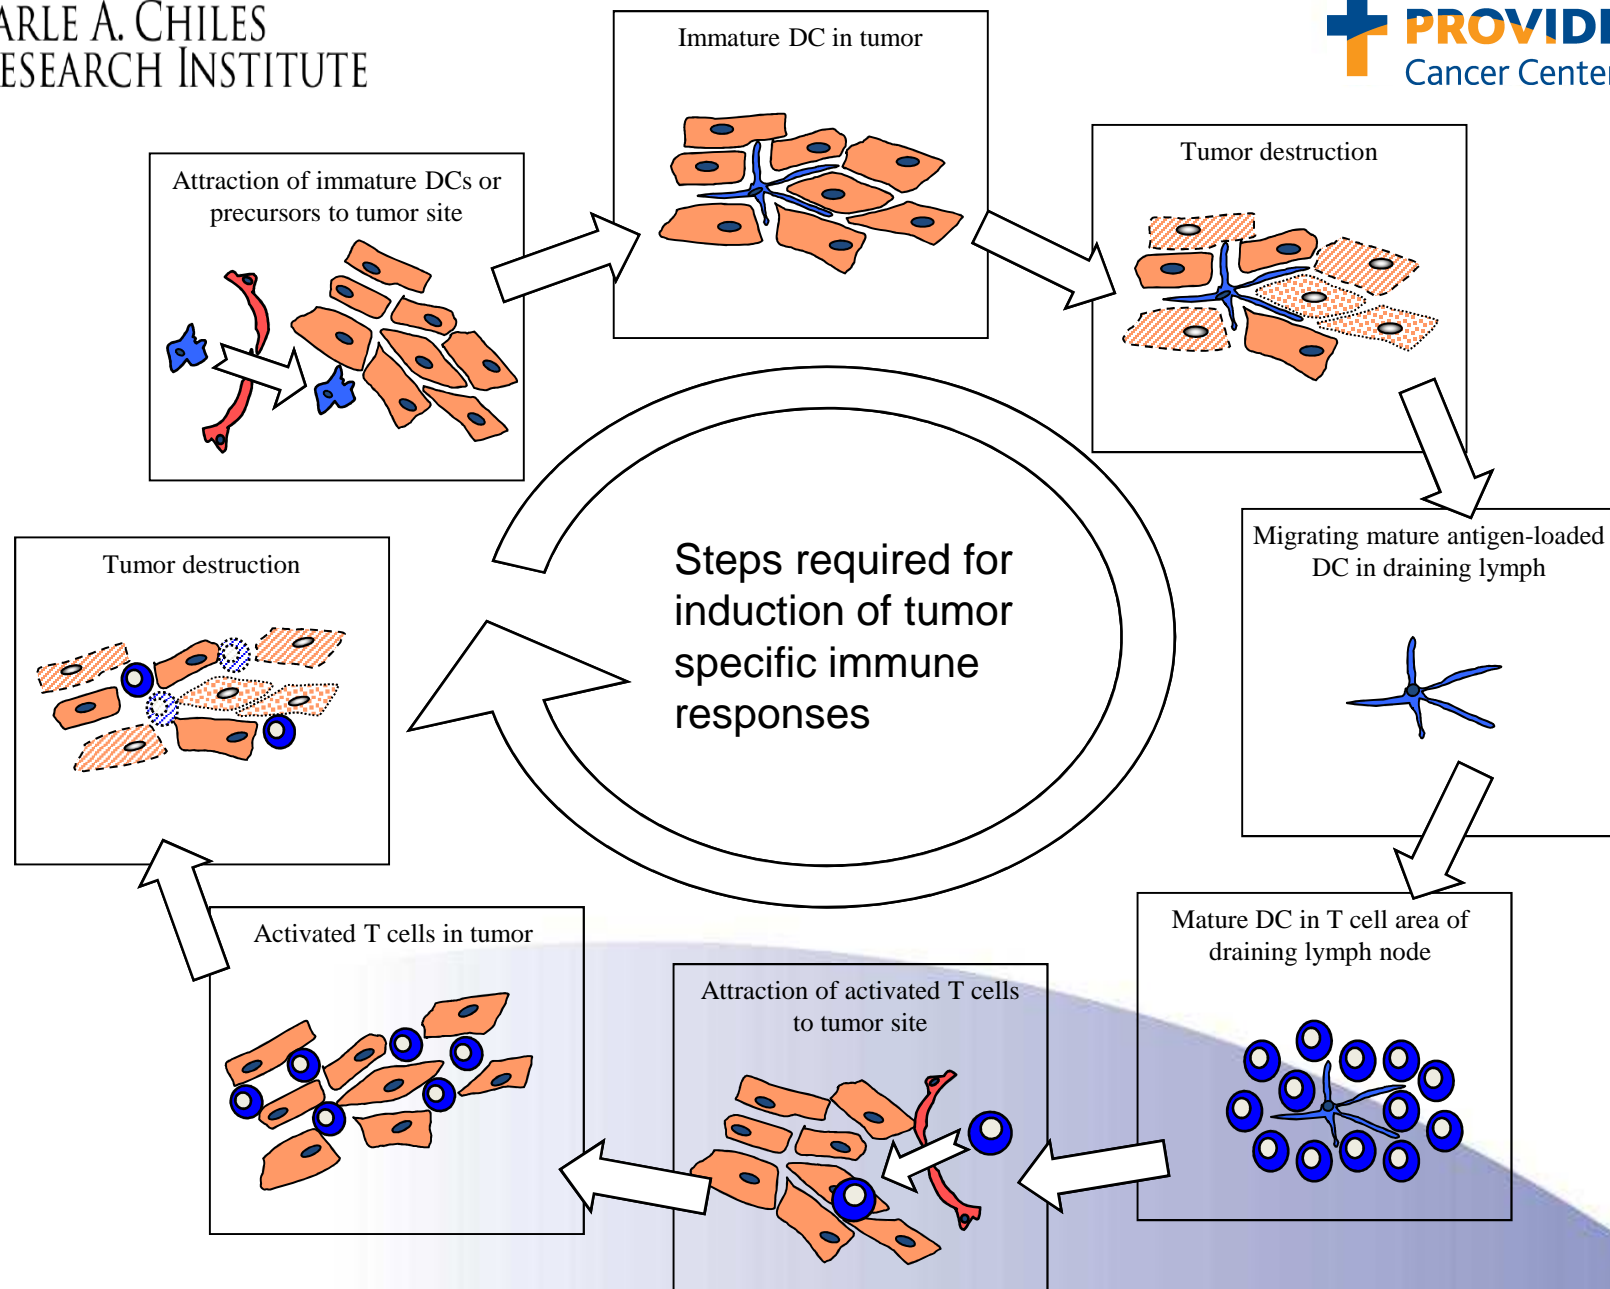 ARLE A. CHILES
ESEARCH INSTITUTE
PROVIDE
Cancer Center
Immature DC in tumor
Tumor destruction
Attraction of immature DCs or
precursors to tumor site
Migrating mature antigen-loaded
DC in draining lymph
Tumor destruction
Steps required for
induction of tumor
specific immune
responses
Mature DC in T cell area of
draining lymph node
Activated T cells in tumor
Attraction of activated T cells
to tumor site